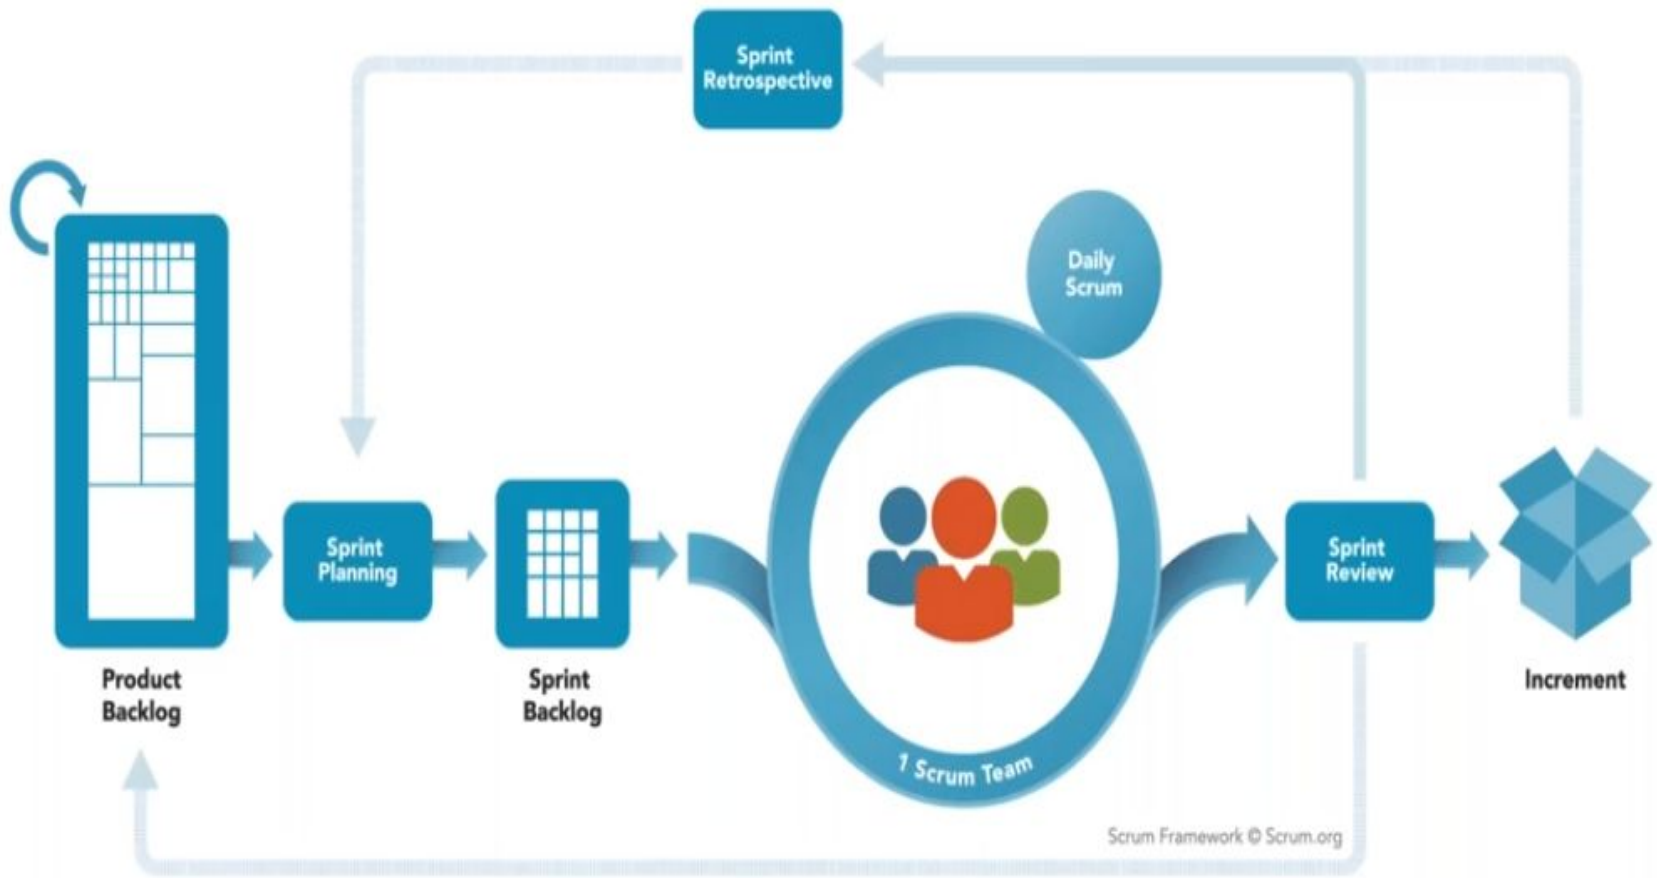 Sprint
Retrospective
Daily
Scrum
Sprint
Planning
Sprint
Review
Product
Backlog
Sprint
Backlog
Increment
1 Scrum Team
Scrum Framework © Scrum.org